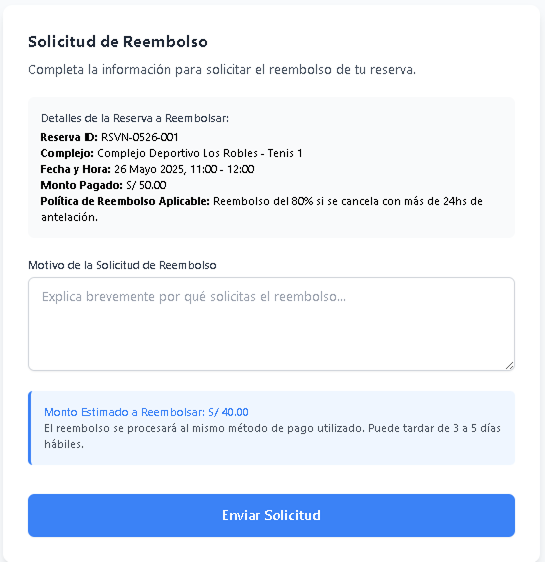 Solicitud de Reembolso
Completa la información para solicitar el reembolso de tu reserva.
Detalles de la Reserva a Reembolsar:
Reserva ID: RSVN-0526-001
Complejo: Complejo Deportivo Los Robles - Tenis 1
Fecha y Hora: 26 Mayo 2025, 11:00 - 12:00
Monto Pagado: S/ 50.00
Política de Reembolso Aplicable: Reembolso del 80% si se cancela con más de 24hs de
antelación.
Motivo de la Solicitud de Reembolso
Explica brevemente por qué solicitas el reembolso...
Monto Estimado a Reembolsar: S/ 40.00
El reembolso se procesará al mismo método de pago utilizado. Puede tardar de 3 a 5 días
hábiles.
Enviar Solicitud